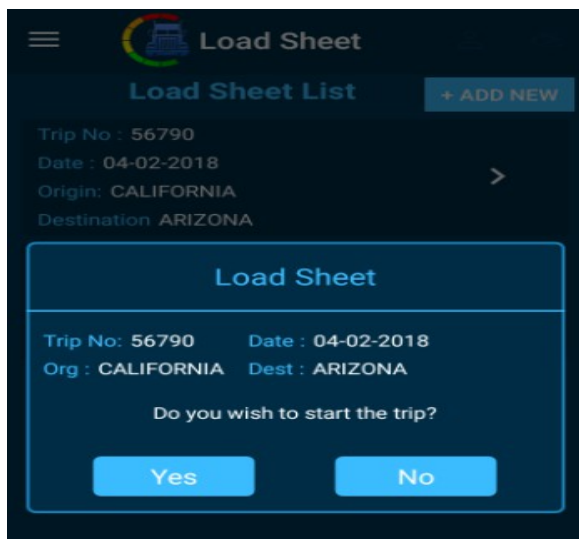 Load Sheet
Load Sheet List + ADD NEW
Trip No : 56790
Date : 04-02-2018
Origin: CALIFORNIA
Destination ARIZONA
Load Sheet
Trip No: 56790 Date : 04-02-2018
Org : CALIFORNIA Dest : ARIZONA
Do you wish to start the trip?
Yes No